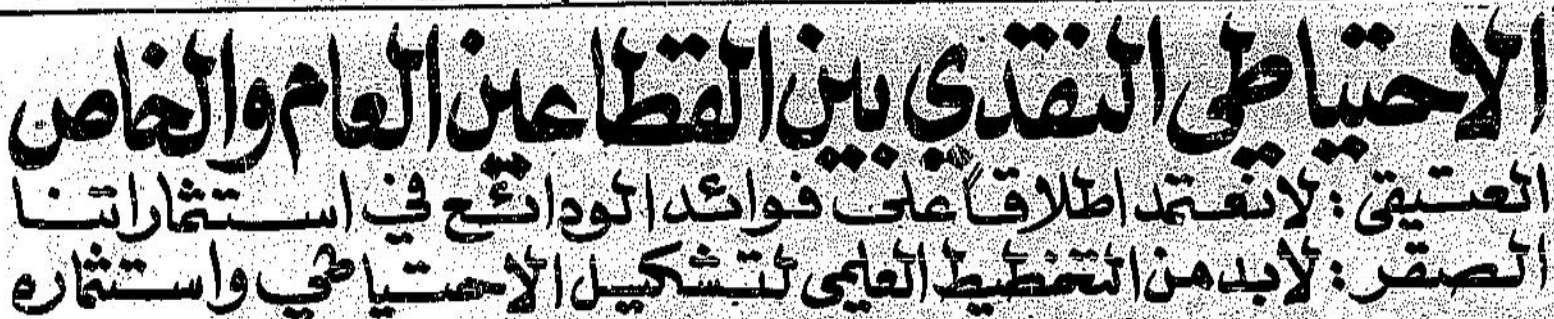 الاحتياطي النقدي بين القطاعين العام والخاص
العتيقي: لا نعتمد اطلاقاً على فوائد الودائع في استثماراتنا
الصقر: لابد من التخطيط العلمي لتشكيل الاحتياطي واستثماره